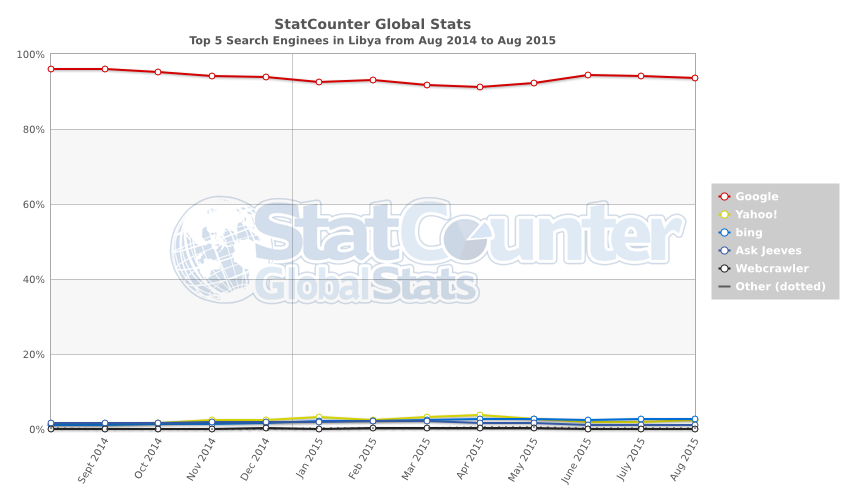 StatCounter Global Stats
Top 5 Search Enginees in Libya from Aug 2014 to Aug 2015
100%
80%
60%
40%
20%
0%
StatCounter
GlobalStats
Google
Yahoo!
bing
Ask Jeeves
Webcrawler
Other (dotted)
Sept 2014
Oct 2014
Nov 2014
Dec 2014
Jan 2015
Feb 2015
Mar 2015
Apr 2015
May 2015
June 2015
July 2015
Aug 2015